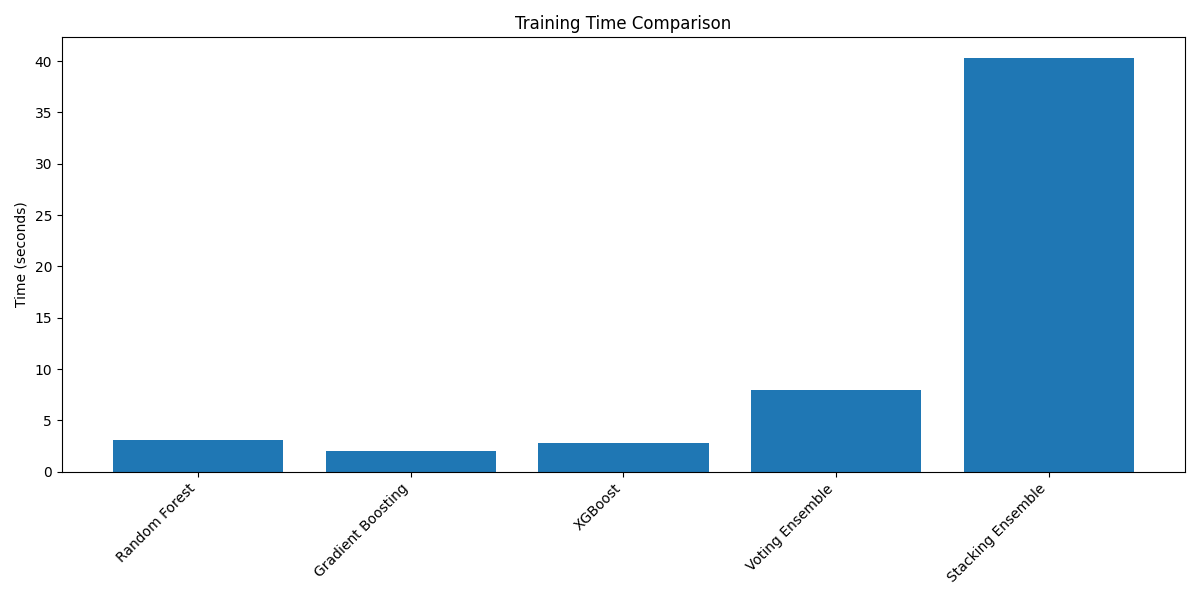 Training Time Comparison
Time (seconds)
40
35
30
25
20
15
10
5
0
Random Forest
Gradient Boosting
XGBoost
Voting Ensemble
Stacking Ensemble